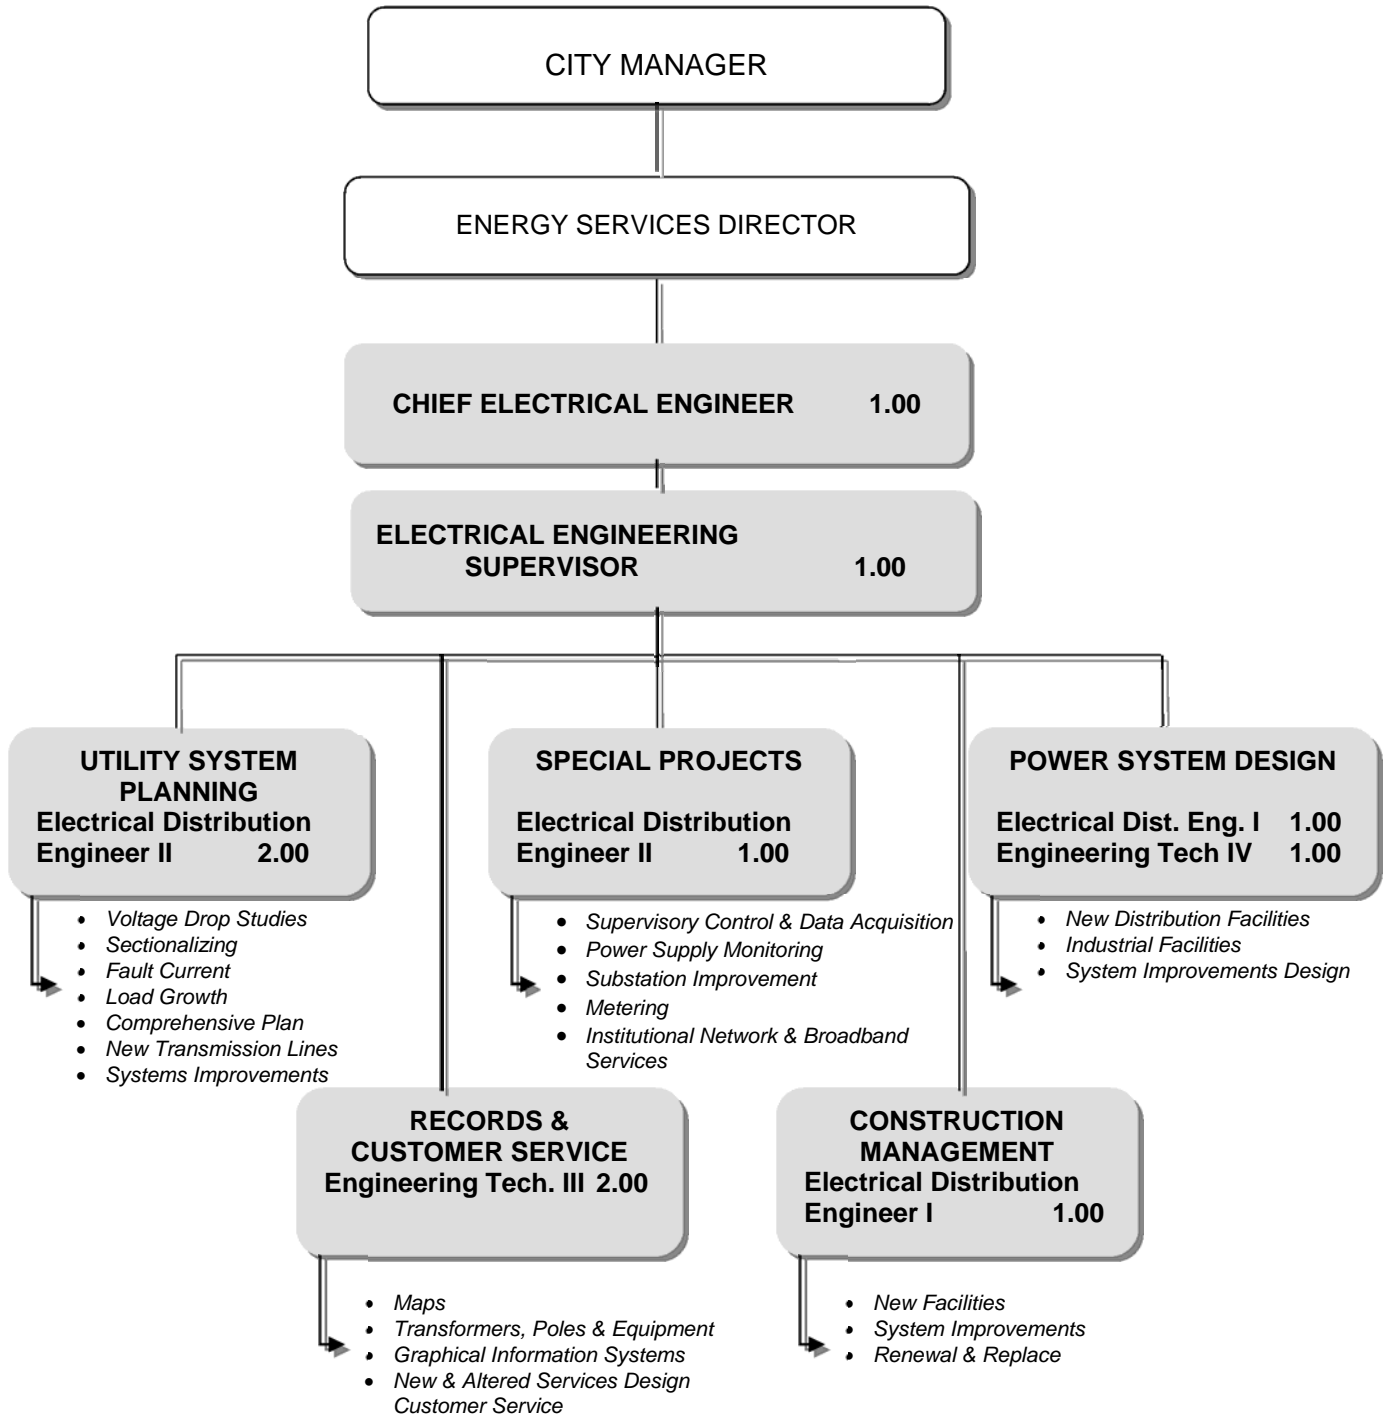 CITY MANAGER
ENERGY SERVICES DIRECTOR
CHIEF ELECTRICAL ENGINEER 1.00
ELECTRICAL ENGINEERING
SUPERVISOR 1.00
UTILITY SYSTEM
PLANNING
Electrical Distribution
Engineer II 2.00
• Voltage Drop Studies
• Sectionalizing
• Fault Current
• Load Growth
• Comprehensive Plan
• New Transmission Lines
• Systems Improvements
SPECIAL PROJECTS
Electrical Distribution
Engineer II 1.00
• Supervisory Control & Data Acquisition
• Power Supply Monitoring
• Substation Improvement
• Metering
• Institutional Network & Broadband
Services
POWER SYSTEM DESIGN
Electrical Dist. Eng. I 1.00
Engineering Tech IV 1.00
• New Distribution Facilities
• Industrial Facilities
• System Improvements Design
RECORDS &
CUSTOMER SERVICE
Engineering Tech. III 2.00
• Maps
• Transformers, Poles & Equipment
• Graphical Information Systems
• New & Altered Services Design
Customer Service
CONSTRUCTION
MANAGEMENT
Electrical Distribution
Engineer I 1.00
• New Facilities
• System Improvements
• Renewal & Replace